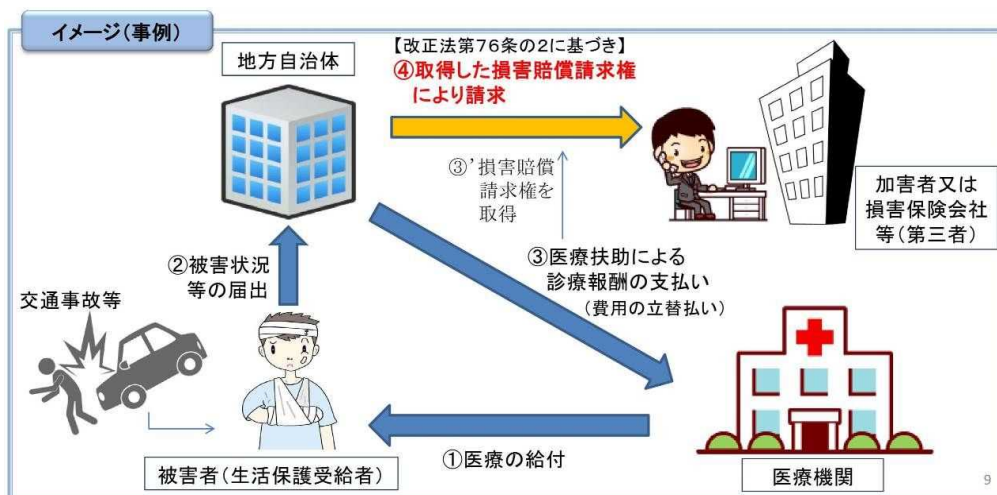 イメージ(事例)
地方自治体
【改正法第76条の2に基づき】
④取得した損害賠償請求権
により請求
③’損害賠償
請求権を
取得
加害者又は
損害保険会社
等(第三者)
②被害状況
等の届出
③医療扶助による
診療報酬の支払い
(費用の立替払い)
交通事故等
①医療の給付
被害者(生活保護受給者)
医療機関
9